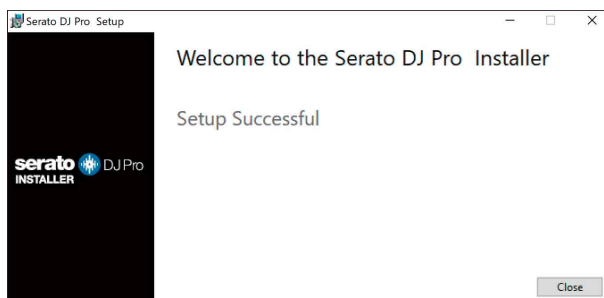 Serato DJ Pro  Setup
Welcome to the Serato DJ Pro  Installer
Setup Successful
serato DJ Pro
INSTALLER
Close